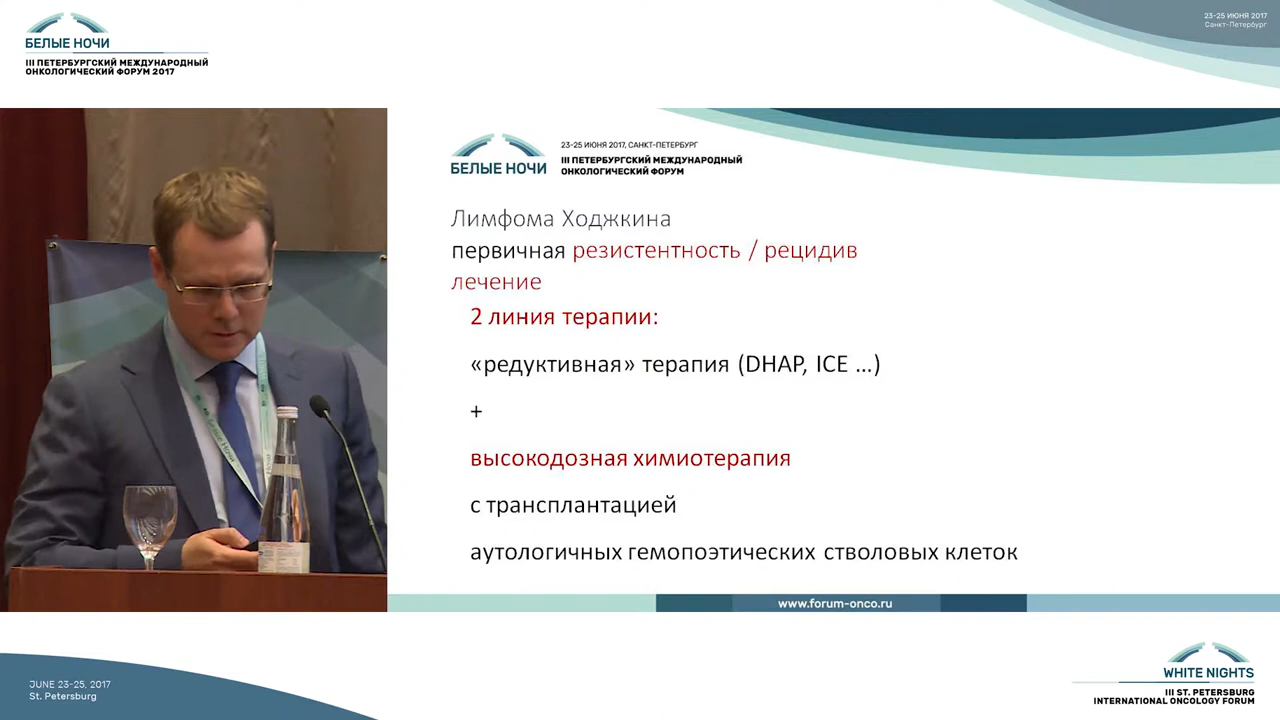 БЕЛЫЕ НОЧИ
III ПЕТЕРБУРГСКИЙ МЕЖДУНАРОДНЫЙ
ОНКОЛОГИЧЕСКИЙ ФОРУМ 2017
23-25 ИЮНЯ 2017
Санкт-Петербург
БЕЛЫЕ НОЧИ
23-25 ИЮНЯ 2017, САНКТ-ПЕТЕРБУРГ
III ПЕТЕРБУРГСКИЙ МЕЖДУНАРОДНЫЙ
ОНКОЛОГИЧЕСКИЙ ФОРУМ
Лимфома Ходжкина
первичная резистентность / рецидив
лечение
2 линия терапии:
«редуктивная» терапия (DHAP, ICE ...)
+
высокодозная химиотерапия
с трансплантацией
аутологичных гемопоэтических стволовых клеток
www.forum-onco.ru
JUNE 23-25, 2017
St. Petersburg
WHITE NIGHTS
III ST. PETERSBURG
INTERNATIONAL ONCOLOGY FORUM